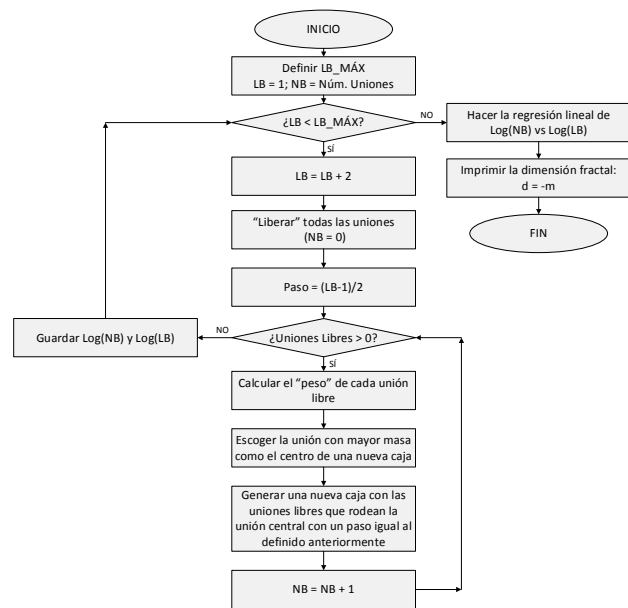 INICIO
Definir LB_MÁX
LB = 1; NB = Núm. Uniones
¿LB < LB_MÁX?
NO
Hacer la regresión lineal de
Log(NB) vs Log(LB)
Imprimir la dimensión fractal:
d = -m
FIN
SÍ
LB = LB + 2
“Liberar” todas las uniones
(NB = 0)
Paso = (LB-1)/2
¿Uniones Libres > 0?
NO
Guardar Log(NB) y Log(LB)
SÍ
Calcular el “peso” de cada unión
libre
Escoger la unión con mayor masa
como el centro de una nueva caja
Generar una nueva caja con las
uniones libres que rodean la
unión central con un paso igual al
definido anteriormente
NB = NB + 1